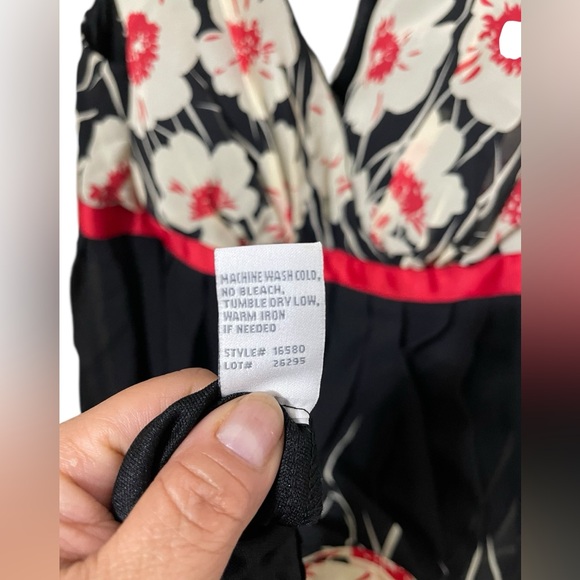 MACHINE WASH COLD,
NO BLEACH,
TUMBLE DRY LOW,
WARM IRON
IF NEEDED
STYLE# 16580
LOT# 26295